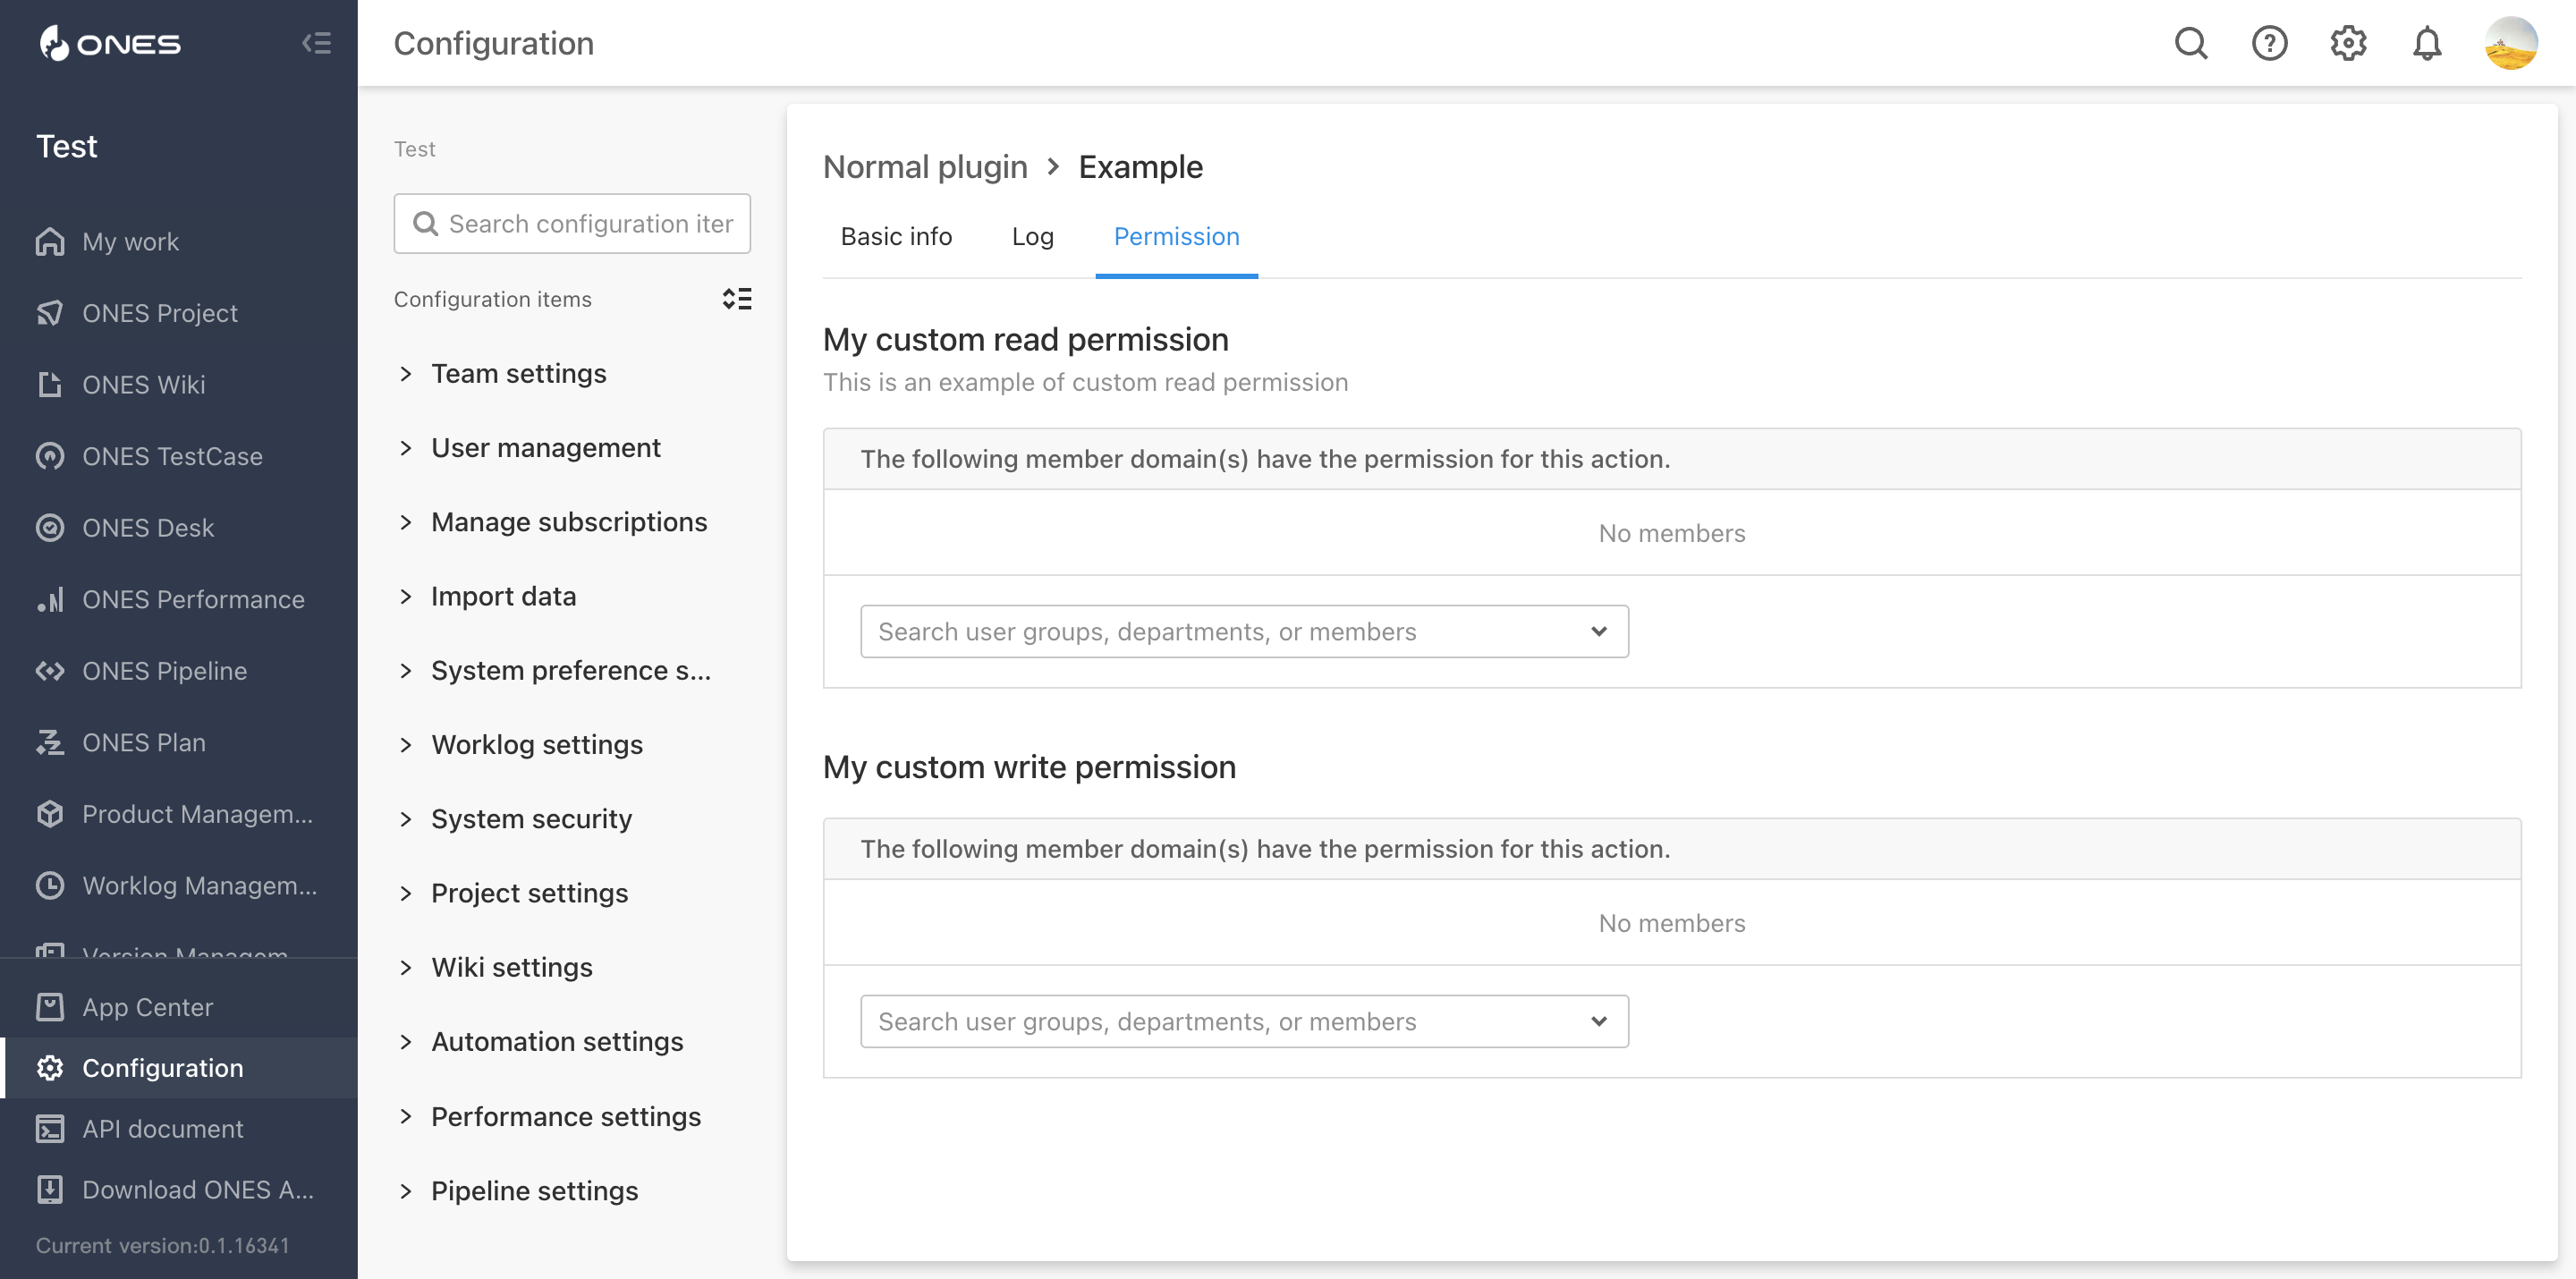 ONES
Configuration
Test
My work
ONES Project
ONES Wiki
ONES TestCase
ONES Desk
ONES Performance
ONES Pipeline
ONES Plan
Product Managem...
Worklog Managem...
Version Managem
App Center
Configuration
API document
Download ONES A...
Current version:0.1.16341
Test
Search configuration iter
Configuration items
Team settings
User management
Manage subscriptions
Import data
System preference s...
Worklog settings
System security
Project settings
Wiki settings
Automation settings
Performance settings
Pipeline settings
Normal plugin > Example
Basic info Log Permission
My custom read permission
This is an example of custom read permission
The following member domain(s) have the permission for this action.
No members
Search user groups, departments, or members
My custom write permission
The following member domain(s) have the permission for this action.
No members
Search user groups, departments, or members